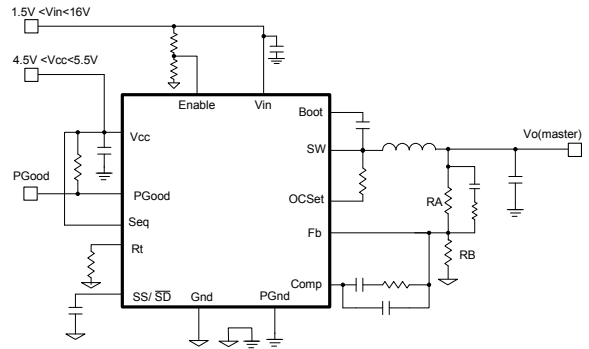 1.5V <Vin<16V
4.5V <Vcc<5.5V
Enable
Vin
Boot
Vcc
Vo(master)
SW
PGood
PGood
OCSet
RA
Seq
Fb
Rt
RB
Comp
SS/ SD
Gnd
PGnd